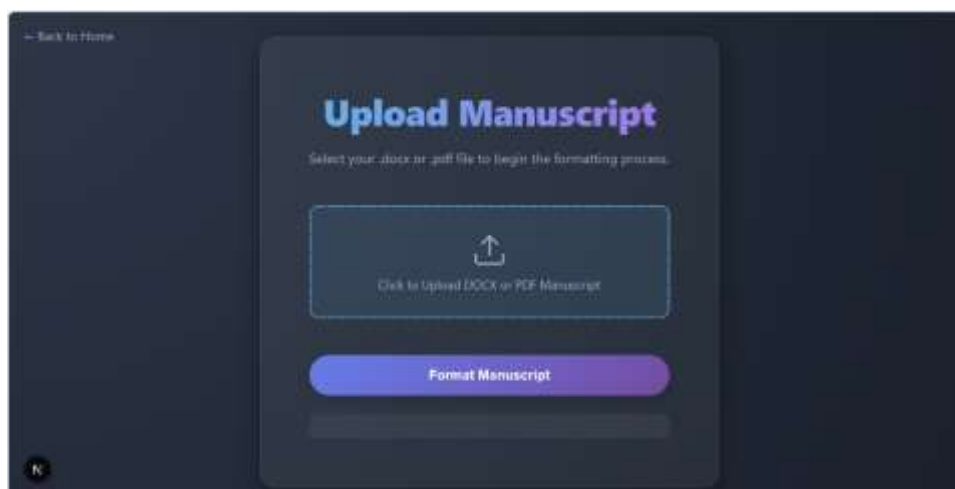 ← Back to Home
Upload Manuscript
Select your .docx or .pdf file to begin the formatting process.
Click to Upload DOCX or PDF Manuscript
Format Manuscript
N